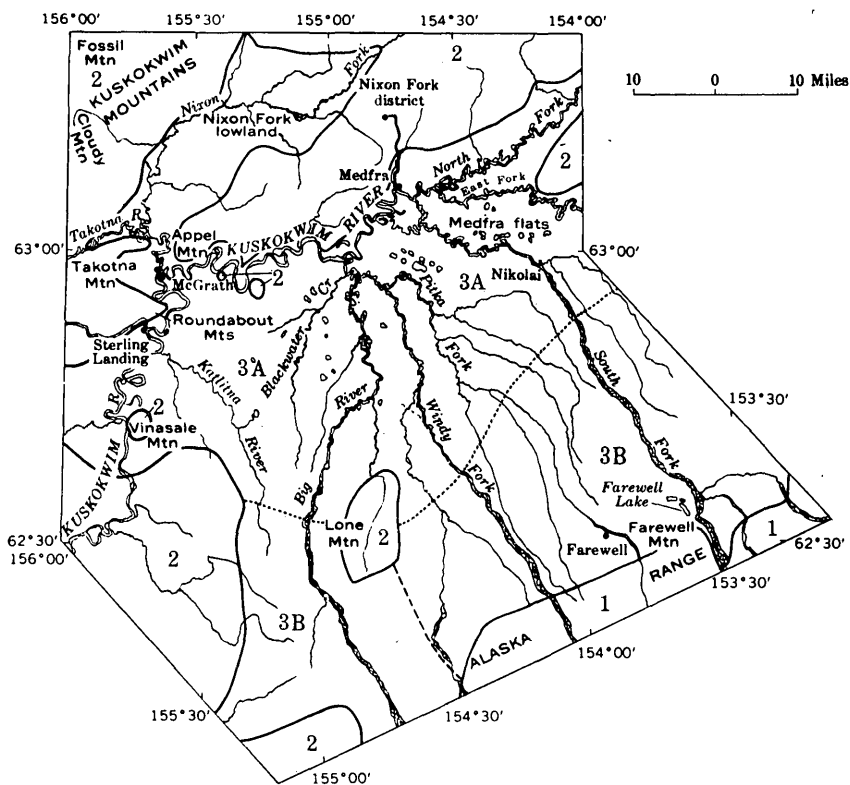 156°00'
155°30'
155°00'
154°30'
154°00'
Fossil
Mtn
2
KUSKOKWIM
MOUNTAINS
Cloudy
Mtn
Nixon
Fork
Nixon Fork
lowland
Nixon Fork
district
2
10 0 10 Miles
North
Fork
2
Medfra
East Fork
Medfra flats
Takotna R
63°00'
Appel
Mtn
KUSKOKWIM RIVER
63°00'
Takotna
Mtn
McGrath
2
Cr
3A
Nikolai
Pitka
Roundabout
Mts
Sterling
Landing
Katlitna
3A
Blackwater
Fork
South
153°30'
R
2
Vinasale
Mtn
River
River
Windy
KUSKOKWIM
Big
Fork
3B
Fork
Farewell
Lake
62°30'
156°00'
2
Lone
Mtn
2
Farewell
Farewell
Mtn
1
62°30'
RANGE
153°30'
3B
1
ALASKA
154°00'
155°30'
154°30'
2
155°00'